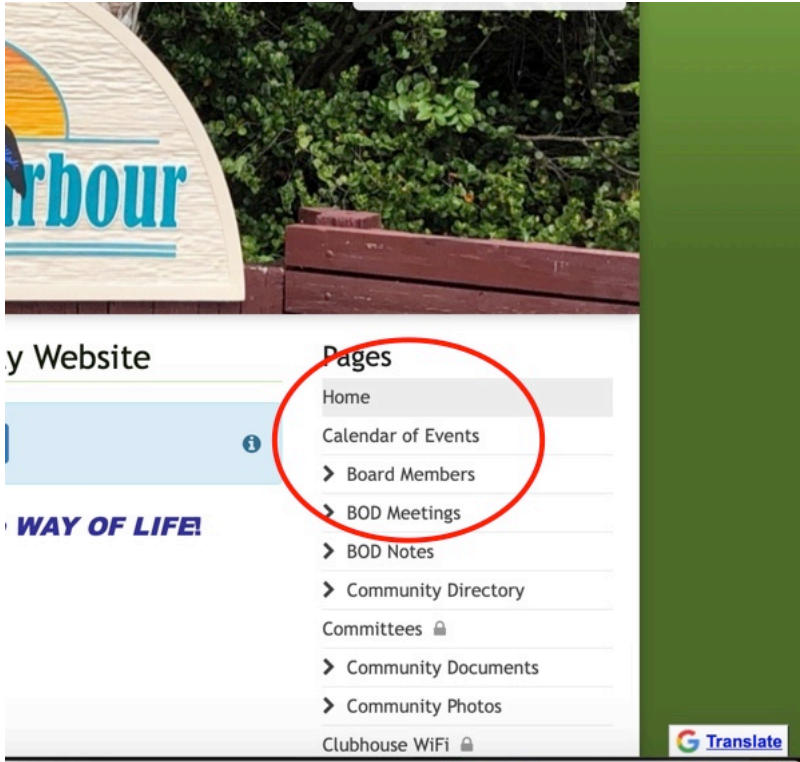 rbour
y Website
Pages
Home
Calendar of Events
Board Members
WAY OF LIFE!
BOD Meetings
BOD Notes
Community Directory
Committees
Community Documents
Community Photos
Clubhouse WiFi
G Translate